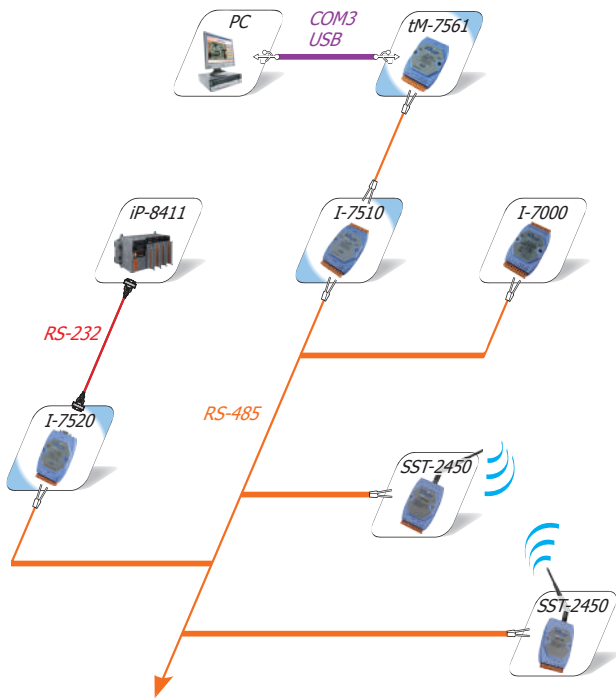 PC
COM3
USB
tM-7561
iP-8411
I-7510
I-7000
RS-232
RS-485
I-7520
SST-2450
SST-2450